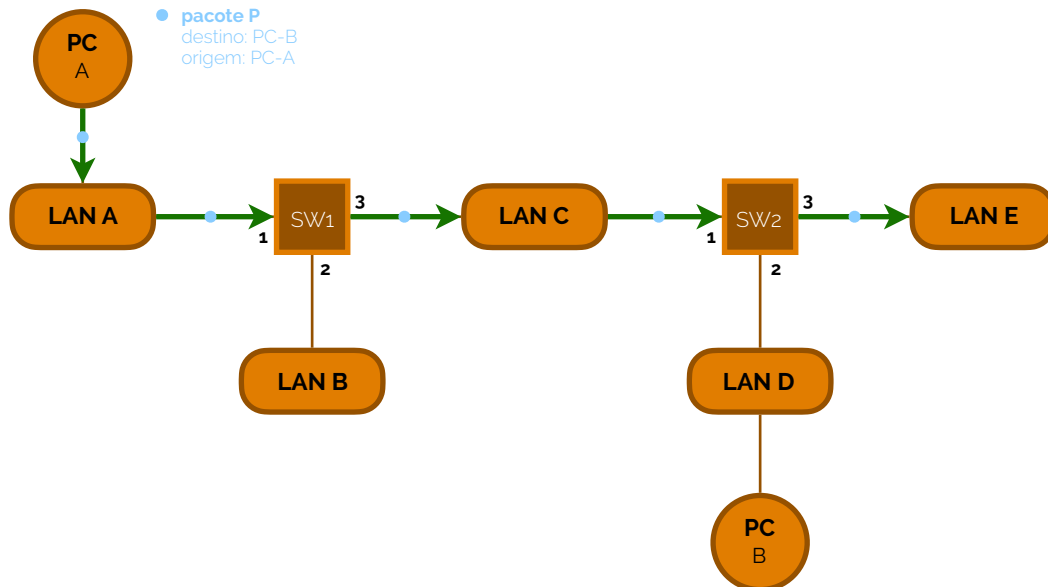 pacote P
destino: PC-B
origem: PC-A
PC
A
LAN A
1
SW1
3
2
LAN C
1
SW2
3
2
LAN E
LAN B
LAN D
PC
B